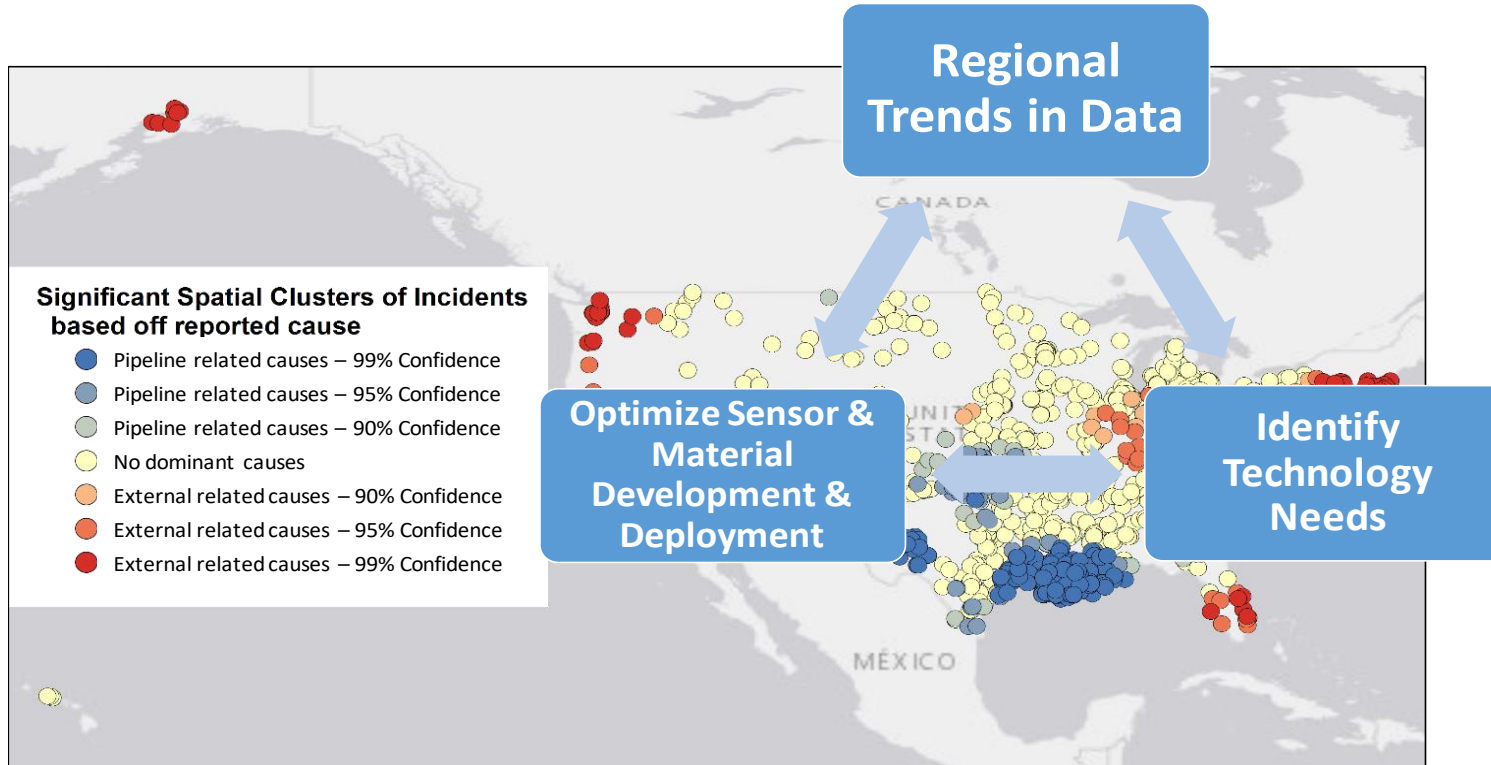 Regional
Trends in Data
CANADA
Significant Spatial Clusters of Incidents
based off reported cause
Pipeline related causes – 99% Confidence
Pipeline related causes – 95% Confidence
Pipeline related causes – 90% Confidence
No dominant causes
External related causes – 90% Confidence
External related causes – 95% Confidence
External related causes – 99% Confidence
Optimize Sensor &
Material
Development &
Deployment
Identify
Technology
Needs
MÉXICO